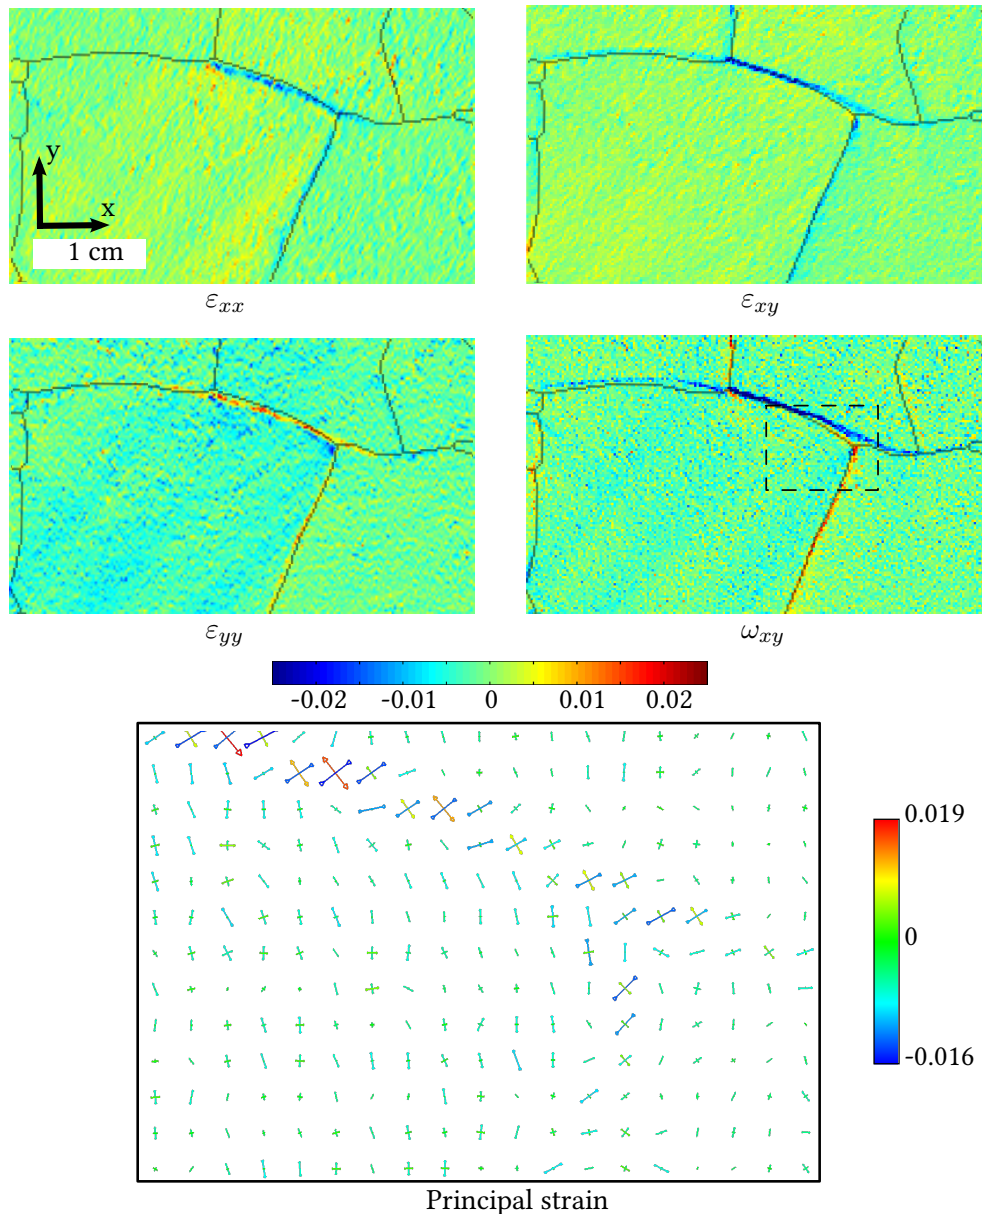 y
x
1 cm
εxx
εxy
εyy
ωxy
-0.02 -0.01 0 0.01 0.02
0.019
0
-0.016
Principal strain